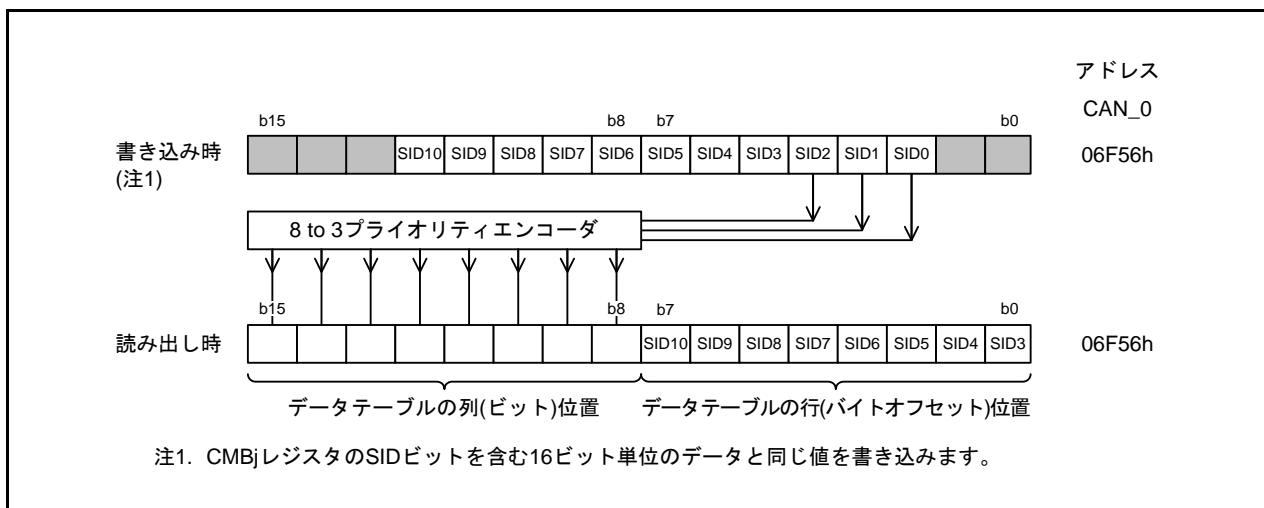 アドレス
CAN_0
b15 b8 b7 b0
書き込み時 SID10 SID9 SID8 SID7 SID6 SID5 SID4 SID3 SID2 SID1 SID0 06F56h
(注1)
8 to 3プライオリティエンコーダ
b15 b8 b7 b0
読み出し時 SID10 SID9 SID8 SID7 SID6 SID5 SID4 SID3 06F56h
データテーブルの列(ビット)位置 データテーブルの行(バイトオフセット)位置
注1. CMBjレジスタのSIDビットを含む16ビット単位のデータと同じ値を書き込みます。